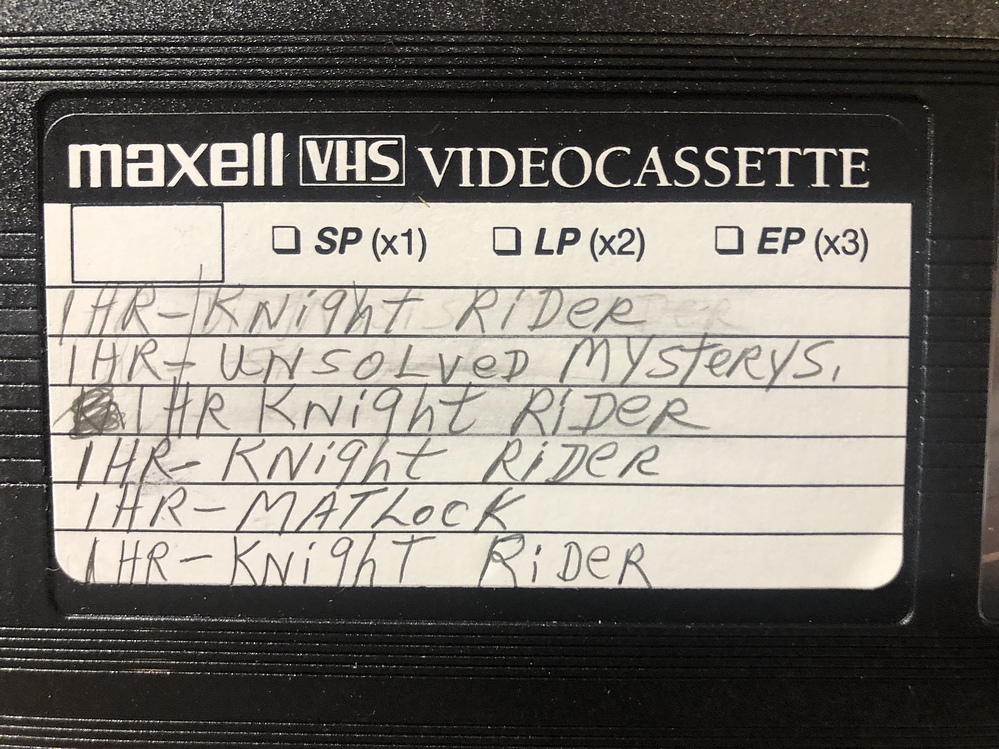 maxell VHS VIDEOCASSETTE
SP (x1) LP (x2) EP (x3)
1HR-Knight RiDer
1HR-UNSOLVeD MYSterYS,
1HR KNight RiDer
1HR-KNight RiDer
1HR-MATLocK
1HR-KNighT RiDeR